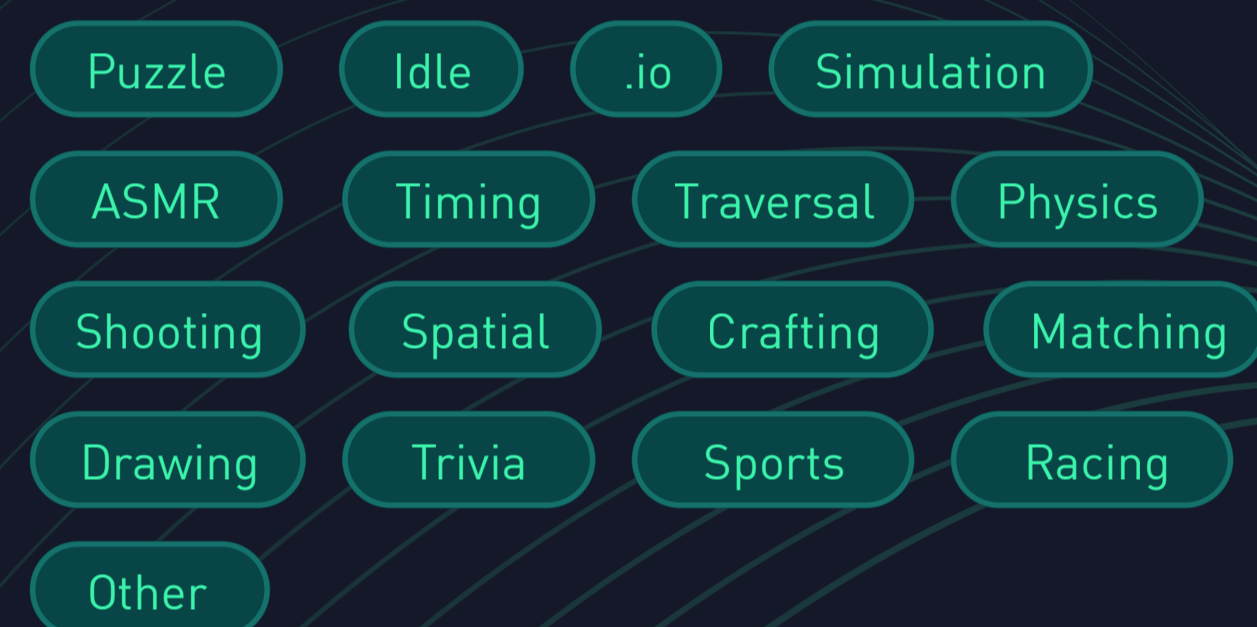 Puzzle Idle .io Simulation
ASMR Timing Traversal Physics
Shooting Spatial Crafting Matching
Drawing Trivia Sports Racing
Other